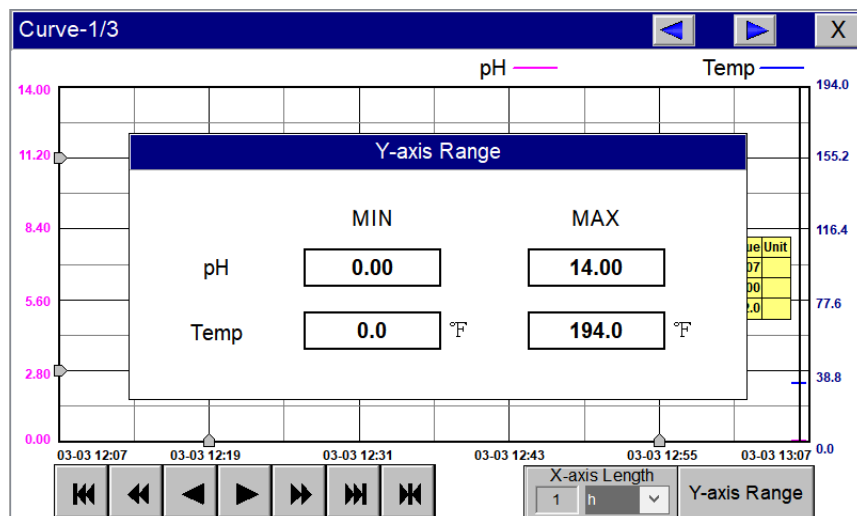 Curve-1/3
X
pH
Temp
14.00
194.0
11.20
155.2
Y-axis Range
MIN
MAX
8.40
116.4
Unit
pH
0.00
14.00
07
00
5.60
77.6
Temp
0.0
°F
194.0
°F
2.80
38.8
0.00
0.0
03-03 12:07
03-03 12:19
03-03 12:31
03-03 12:43
03-03 12:55
03-03 13:07
X-axis Length
1
h
Y-axis Range